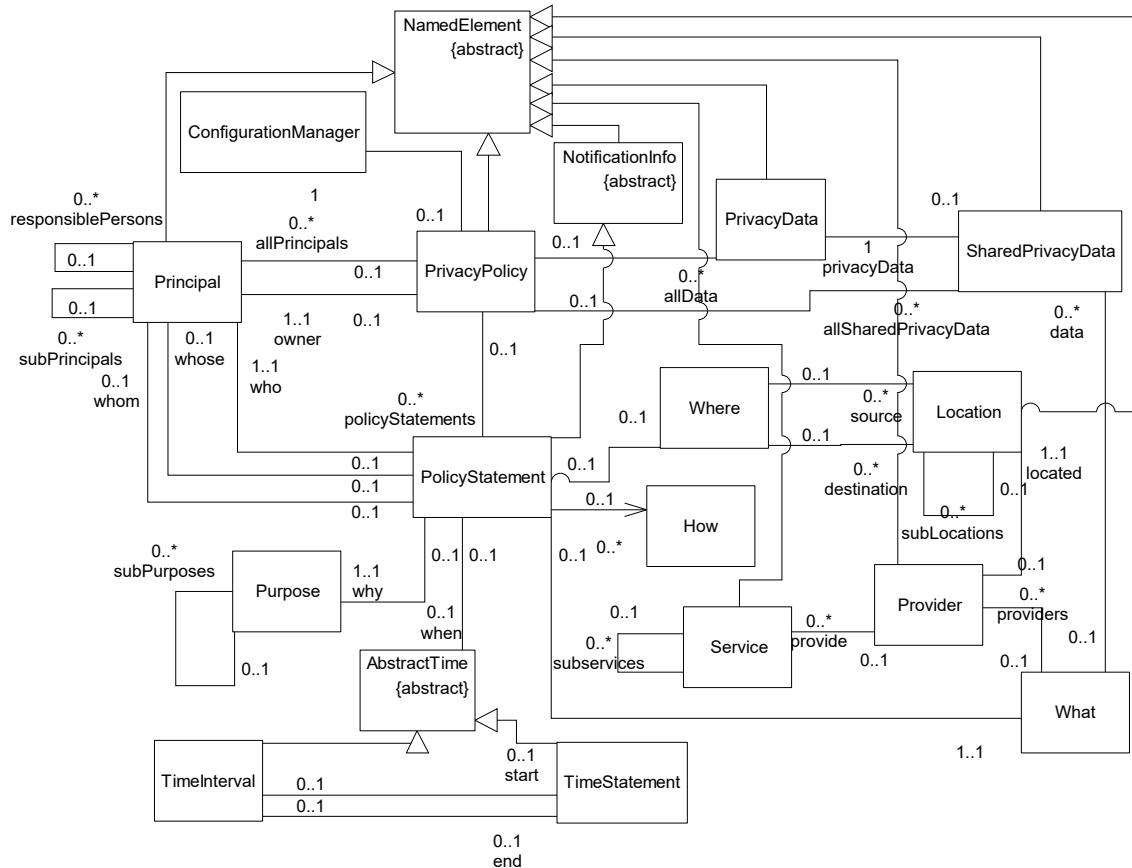 NamedElement
{abstract}
ConfigurationManager
NotificationInfo
{abstract}
0..*
responsiblePersons
1
0..*
allPrincipals
0..1
PrivacyData
0..1
SharedPrivacyData
0..1
Principal
0..1
PrivacyPolicy
0..1
1
privacyData
0..*
allData
0..1
0..1
0..*
subPrincipals
0..1
whose
1..1
owner
0..1
0..1
0..*
allSharedPrivacyData
0..*
data
0..1
whom
1..1
who
0..1
0..*
policyStatements
0..1
Where
0..1
0..*
source
Location
0..1
0..*
destination
1..1
located
0..1
PolicyStatement
0..1
0..1
0..1
0..1
How
0..*
0..1
0..*
subLocations
0..*
subPurposes
Purpose
1..1
why
0..1
0..1
0..1
0..1
0..1
when
0..1
0..*
subservices
Service
0..*
provide
Provider
0..1
0..*
providers
0..1
0..1
0..1
AbstractTime
{abstract}
What
1..1
TimeInterval
0..1
0..1
0..1
start
TimeStatement
0..1
end